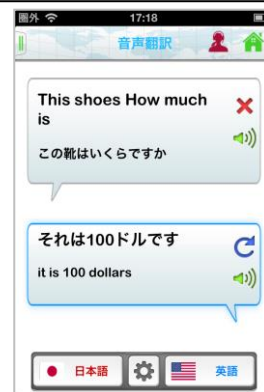 圏外 17:18
音声翻訳
This shoes How much
is
この靴はいくらですか
それは100ドルです
it is 100 dollars
日本語 英語